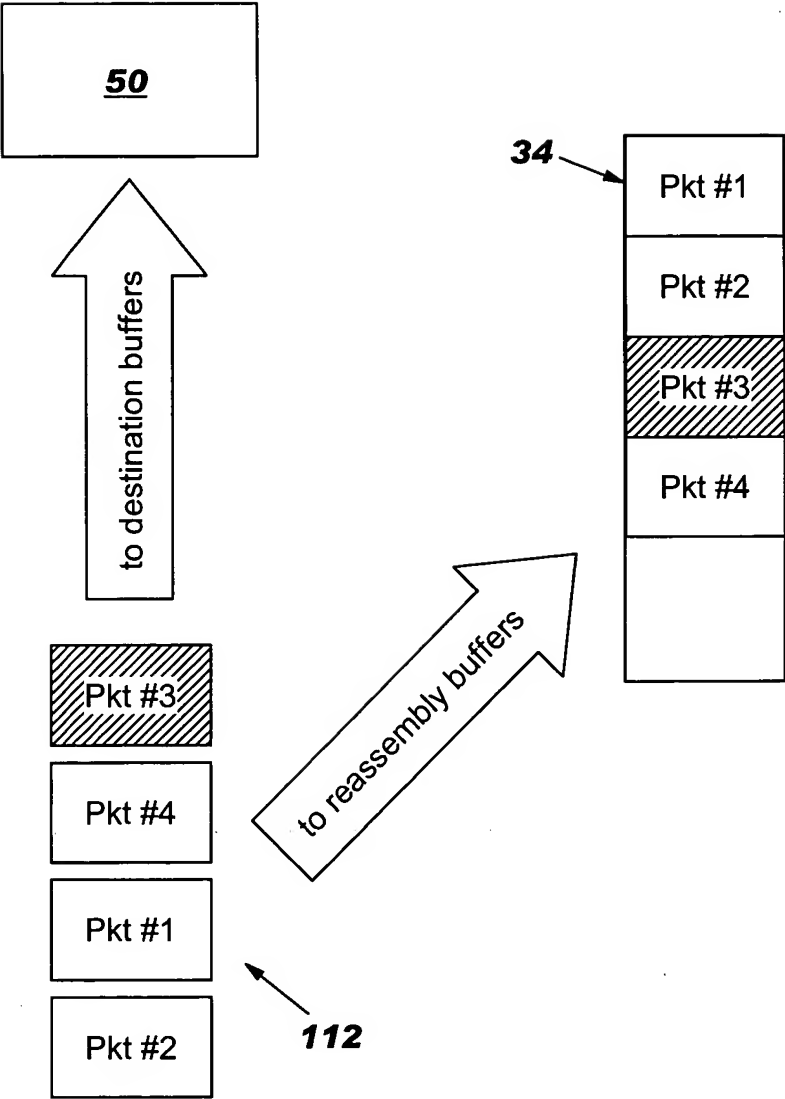 50
34
Pkt #1
Pkt #2
Pkt #3
Pkt #4
to destination buffers
to reassembly buffers
Pkt #3
Pkt #4
Pkt #1
Pkt #2
112